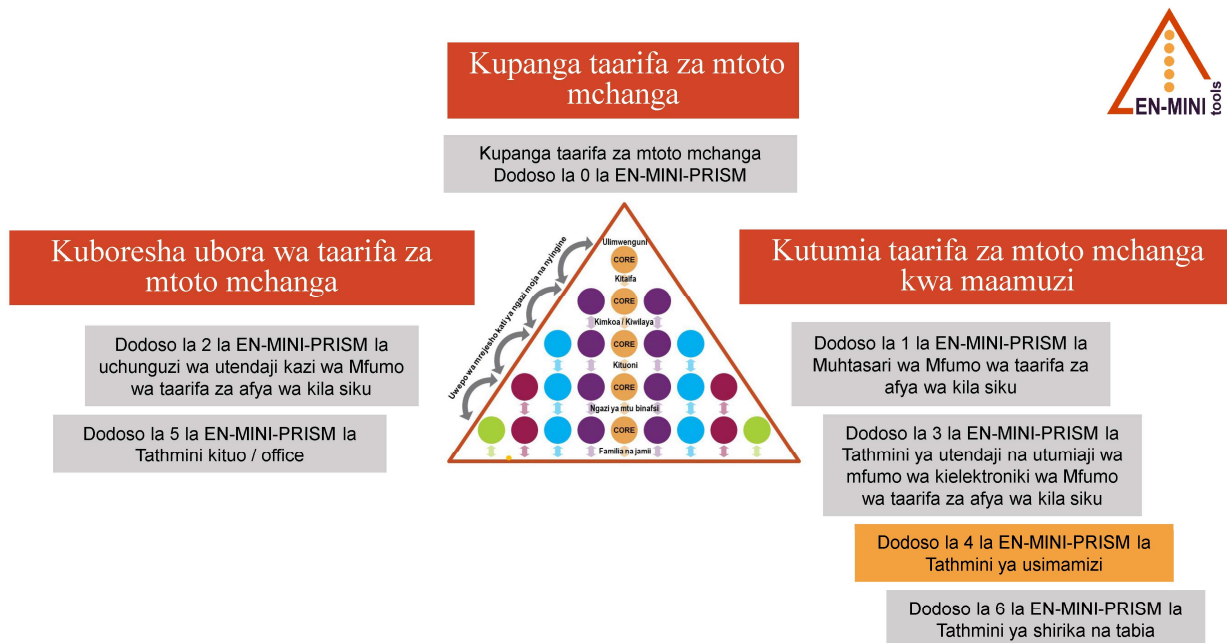 Kupanga taarifa za mtoto
mchanga
EN-MINI
tools
Kupanga taarifa za mtoto mchanga
Dodoso la 0 la EN-MINI-PRISM
Kuboresha ubora wa taarifa za
mtoto mchanga
Dodoso la 2 la EN-MINI-PRISM la
uchunguzi wa utendaji kazi wa Mfumo
wa taarifa za afya wa kila siku
Dodoso la 5 la EN-MINI-PRISM la
Tathmini kituo / office
Uwepo wa mrejesho kati ya ngazi moja na nyingine
Ulimwenguni
CORE
Kitaifa
CORE
Kimkoa / Kiwilaya
CORE
Kituoni
CORE
Ngazi ya mtu binafsi
CORE
Familia na jamii
Kutumia taarifa za mtoto mchanga
kwa maamuzi
Dodoso la 1 la EN-MINI-PRISM la
Muhtasari wa Mfumo wa taarifa za
afya wa kila siku
Dodoso la 3 la EN-MINI-PRISM la
Tathmini ya utendaji na utumiaji wa
mfumo wa kielektroniki wa Mfumo
wa taarifa za afya wa kila siku
Dodoso la 4 la EN-MINI-PRISM la
Tathmini ya usimamizi
Dodoso la 6 la EN-MINI-PRISM la
Tathmini ya shirika na tabia